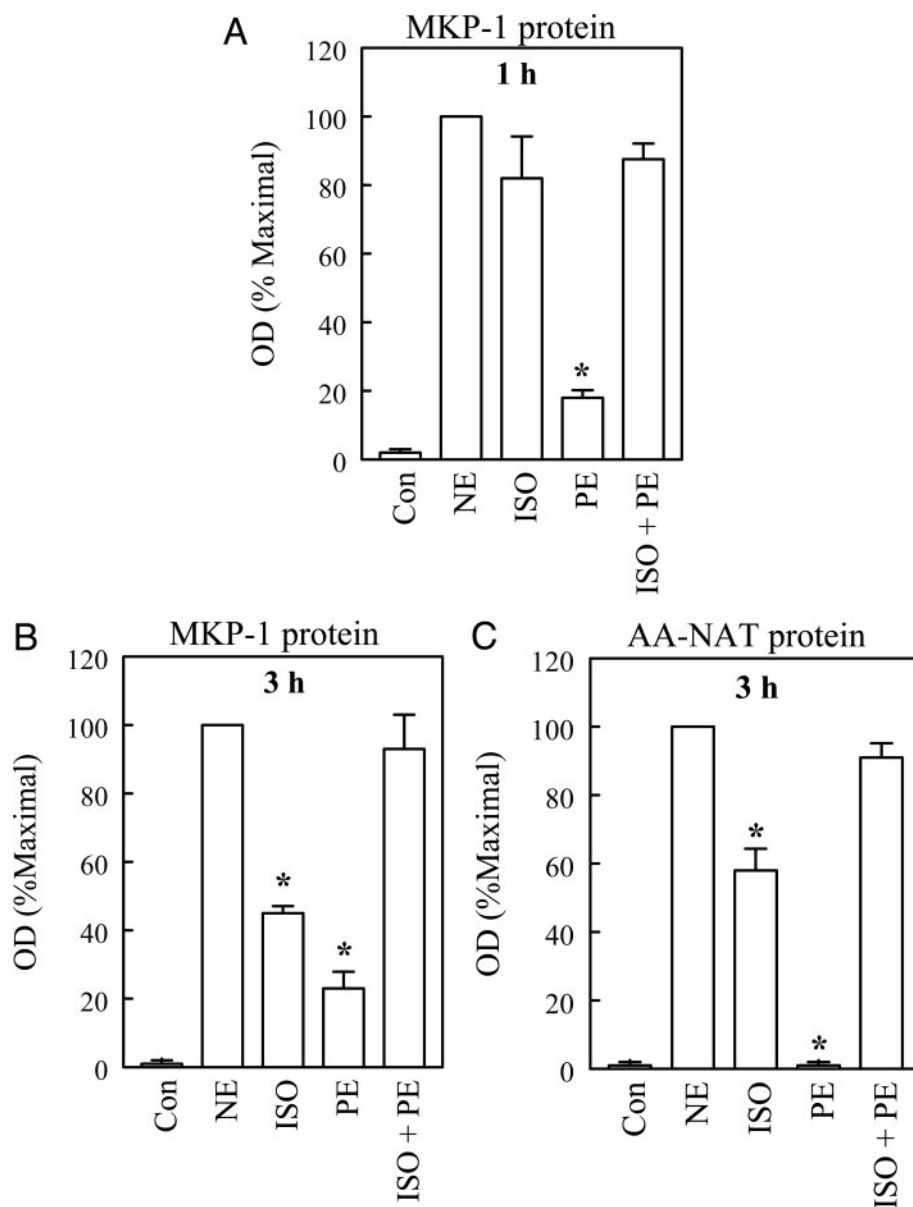 A
MKP-1 protein
1 h
OD (% Maximal)
120
100
80
60
40
20
0
*
Con
NE
ISO
PE
ISO + PE
B
MKP-1 protein
3 h
OD (%Maximal)
120
100
80
60
40
20
0
*
*
Con
NE
ISO
PE
ISO + PE
C
AA-NAT protein
3 h
OD (%Maximal)
120
100
80
60
40
20
0
*
*
Con
NE
ISO
PE
ISO + PE